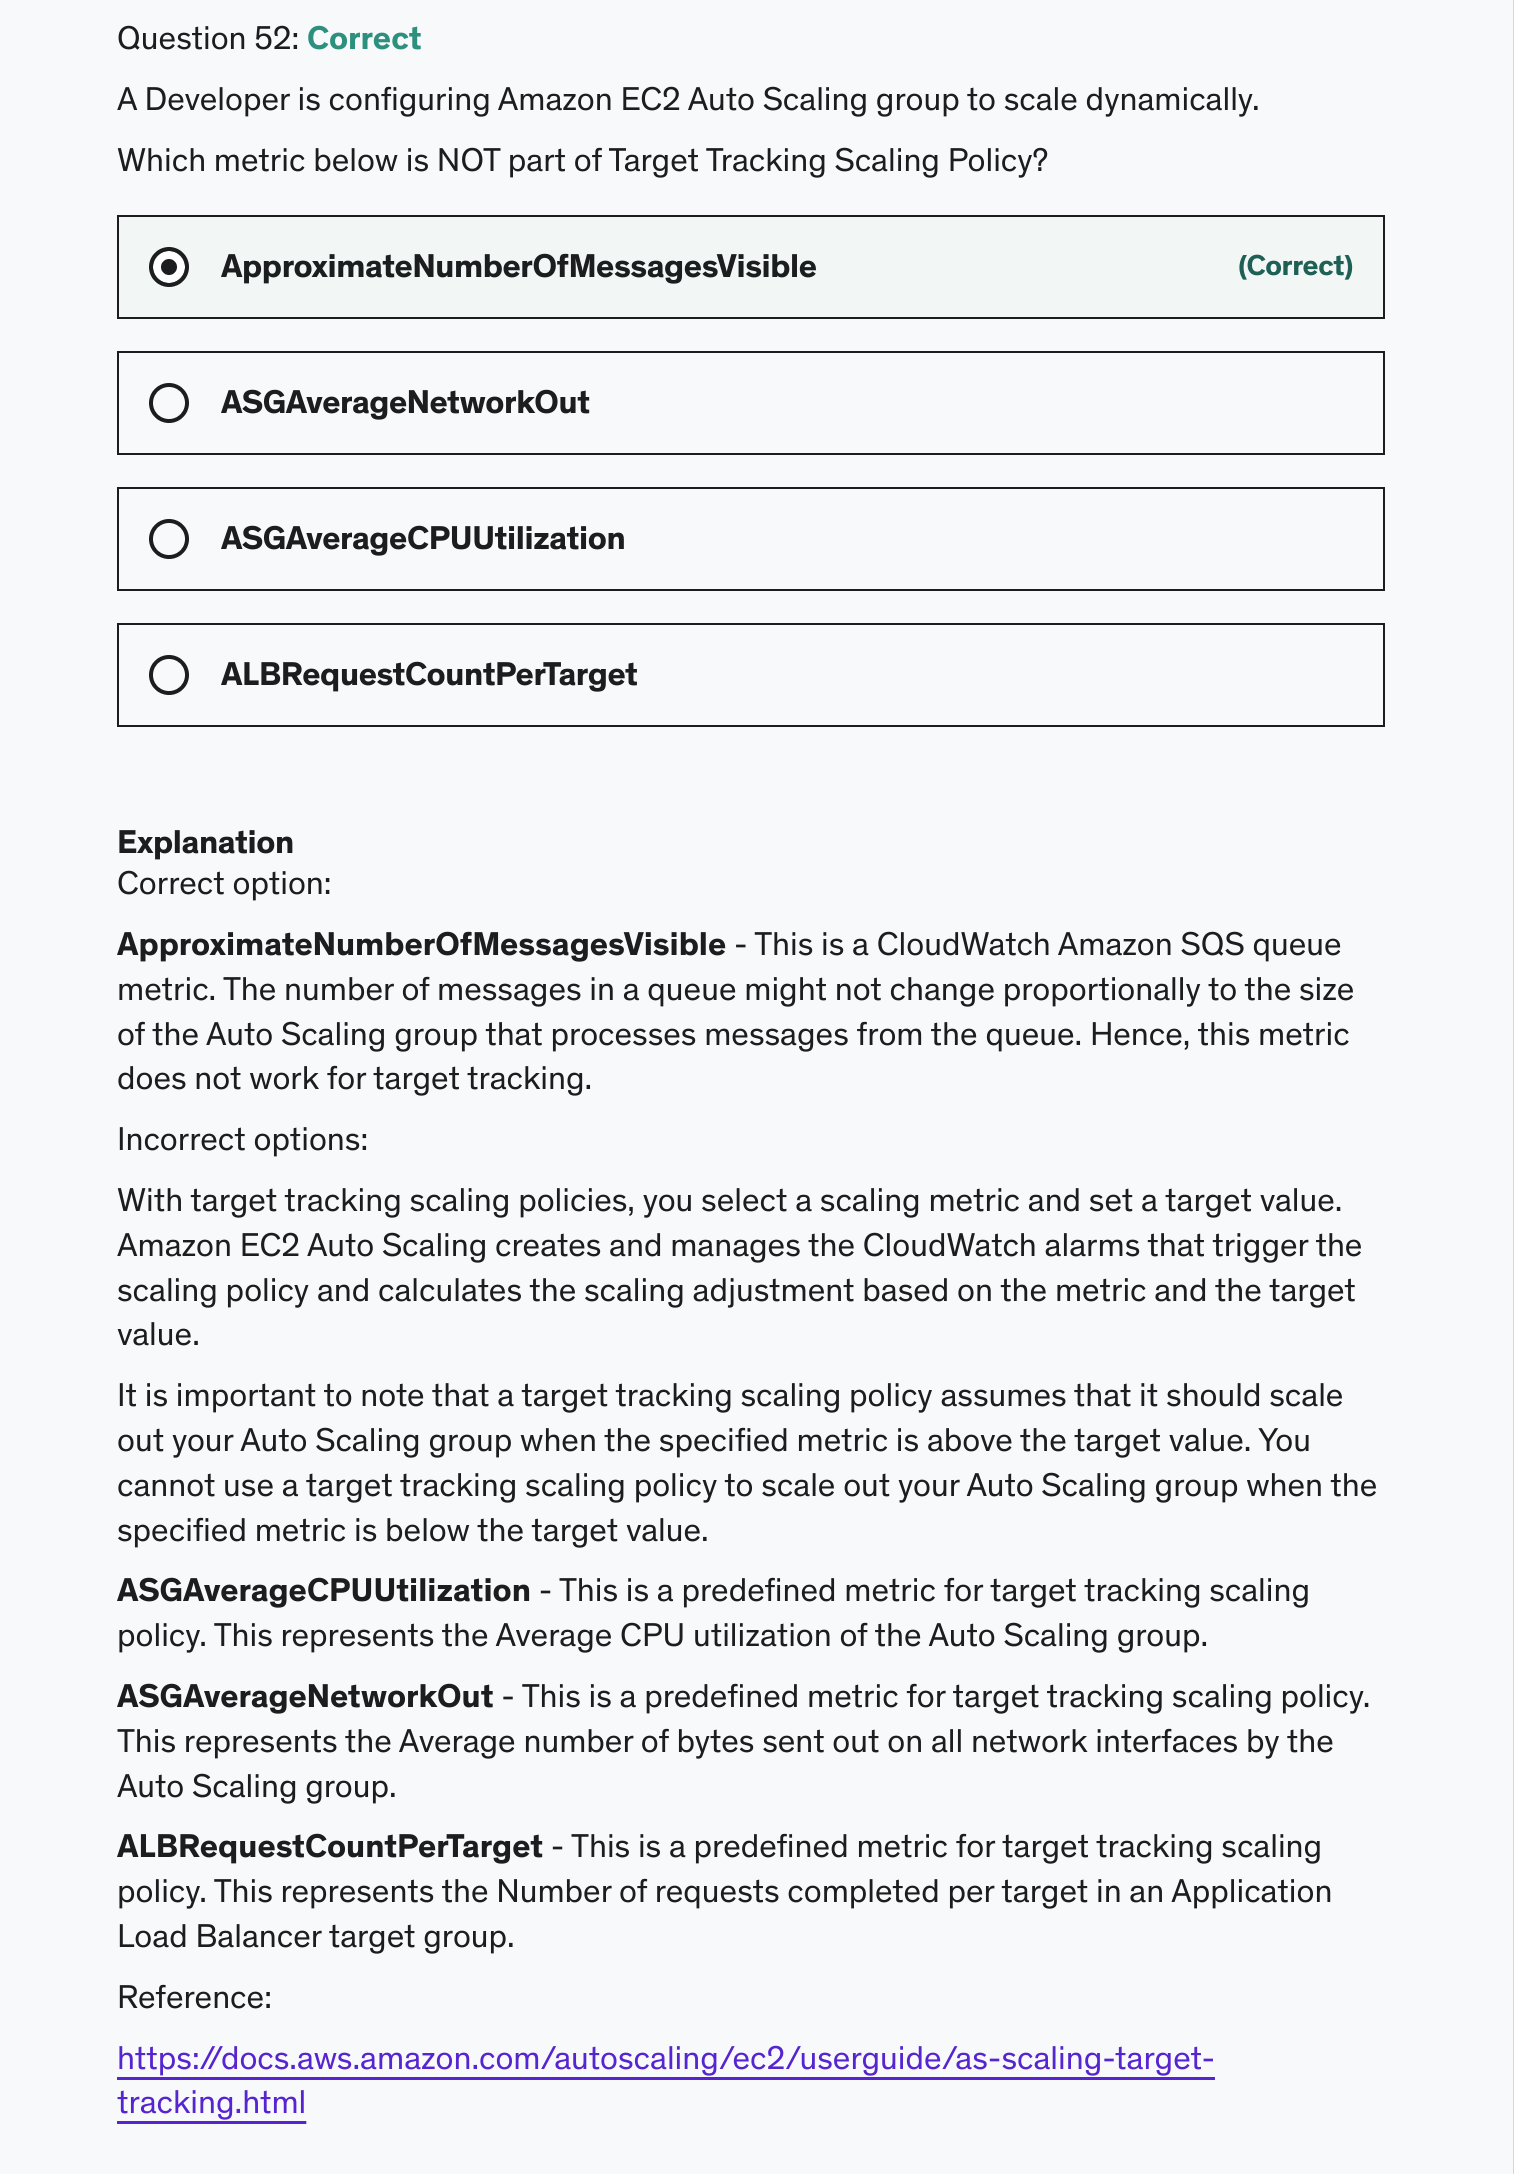 Question 52: Correct
A Developer is configuring Amazon EC2 Auto Scaling group to scale dynamically.
Which metric below is NOT part of Target Tracking Scaling Policy?
ApproximateNumberOfMessagesVisible (Correct)
ASGAverageNetworkOut
ASGAverageCPUUtilization
ALBRequestCountPerTarget
Explanation
Correct option:
ApproximateNumberOfMessagesVisible - This is a CloudWatch Amazon SQS queue
metric. The number of messages in a queue might not change proportionally to the size
of the Auto Scaling group that processes messages from the queue. Hence, this metric
does not work for target tracking.
Incorrect options:
With target tracking scaling policies, you select a scaling metric and set a target value.
Amazon EC2 Auto Scaling creates and manages the CloudWatch alarms that trigger the
scaling policy and calculates the scaling adjustment based on the metric and the target
value.
It is important to note that a target tracking scaling policy assumes that it should scale
out your Auto Scaling group when the specified metric is above the target value. You
cannot use a target tracking scaling policy to scale out your Auto Scaling group when the
specified metric is below the target value.
ASGAverageCPUUtilization - This is a predefined metric for target tracking scaling
policy. This represents the Average CPU utilization of the Auto Scaling group.
ASGAverageNetworkOut - This is a predefined metric for target tracking scaling policy.
This represents the Average number of bytes sent out on all network interfaces by the
Auto Scaling group.
ALBRequestCountPerTarget - This is a predefined metric for target tracking scaling
policy. This represents the Number of requests completed per target in an Application
Load Balancer target group.
Reference:
https://docs.aws.amazon.com/autoscaling/ec2/userguide/as-scaling-target-
tracking.html